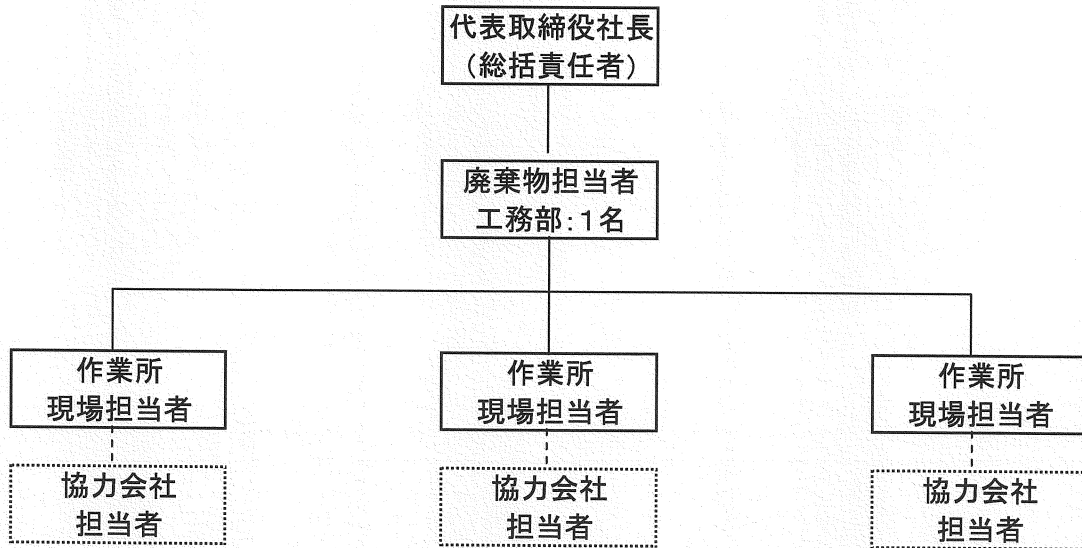 代表取締役社長
（総括責任者）
廃棄物担当者
工務部：１名
作業所
現場担当者
作業所
現場担当者
作業所
現場担当者
協力会社
担当者
協力会社
担当者
協力会社
担当者